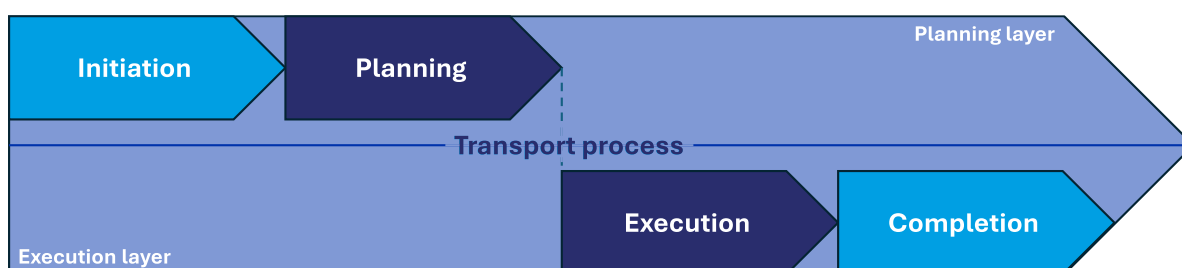 Planning layer
Initiation
Planning
Transport process
Execution
Completion
Execution layer